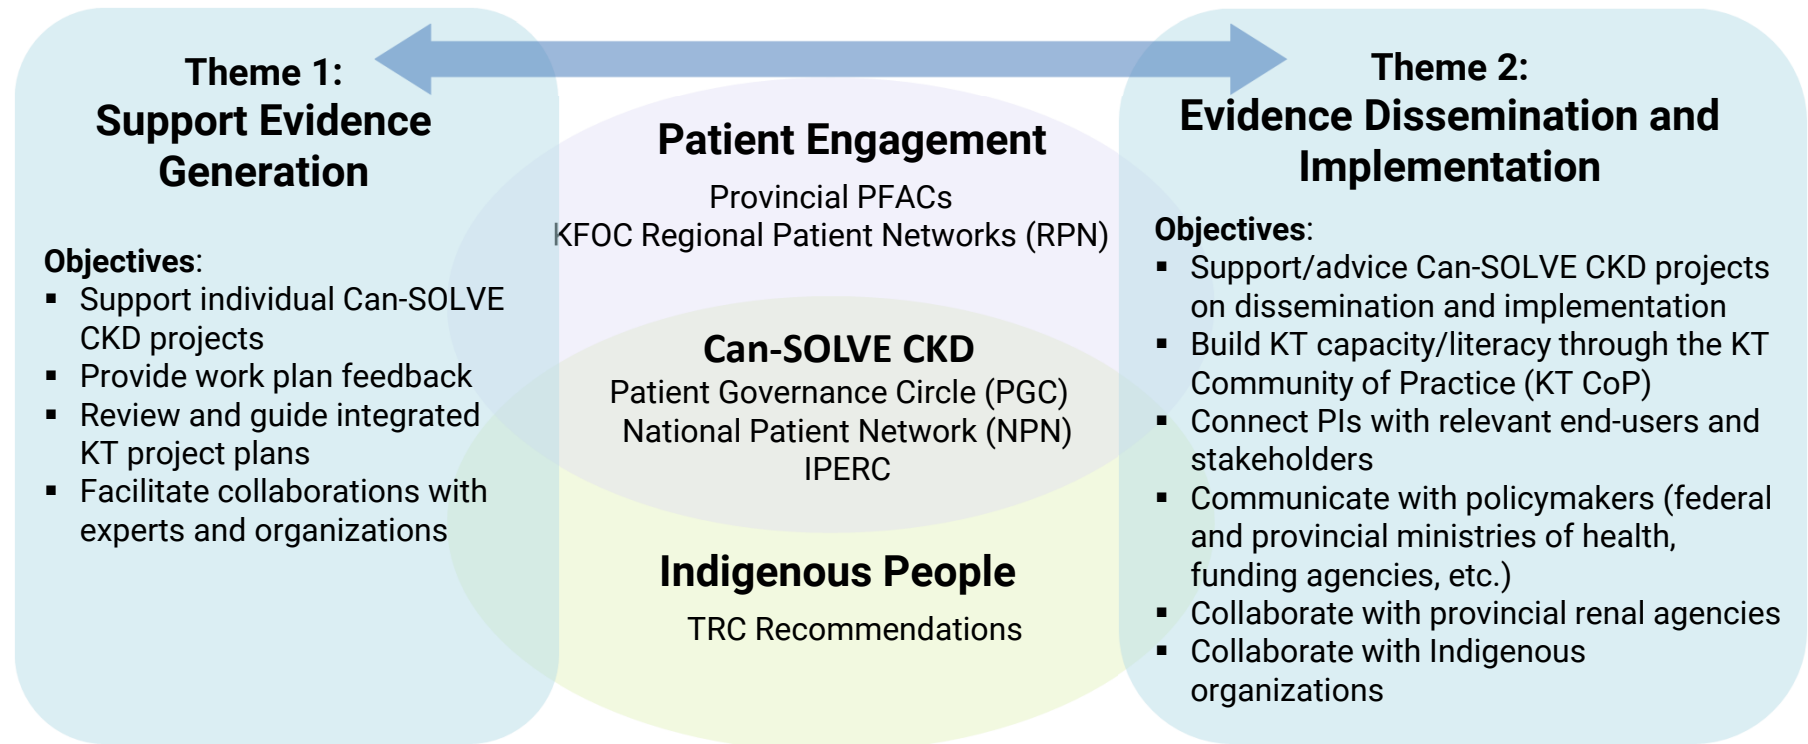 Theme 1:
Support Evidence
Generation
Objectives:
▪ Support individual Can-SOLVE
CKD projects
▪ Provide work plan feedback
▪ Review and guide integrated
KT project plans
▪ Facilitate collaborations with
experts and organizations
Patient Engagement
Provincial PFACs
KFOC Regional Patient Networks (RPN)
Can-SOLVE CKD
Patient Governance Circle (PGC)
National Patient Network (NPN)
IPERC
Indigenous People
TRC Recommendations
Theme 2:
Evidence Dissemination and
Implementation
Objectives:
▪ Support/advice Can-SOLVE CKD projects
on dissemination and implementation
▪ Build KT capacity/literacy through the KT
Community of Practice (KT CoP)
▪ Connect PIs with relevant end-users and
stakeholders
▪ Communicate with policymakers (federal
and provincial ministries of health,
funding agencies, etc.)
▪ Collaborate with provincial renal agencies
▪ Collaborate with Indigenous
organizations